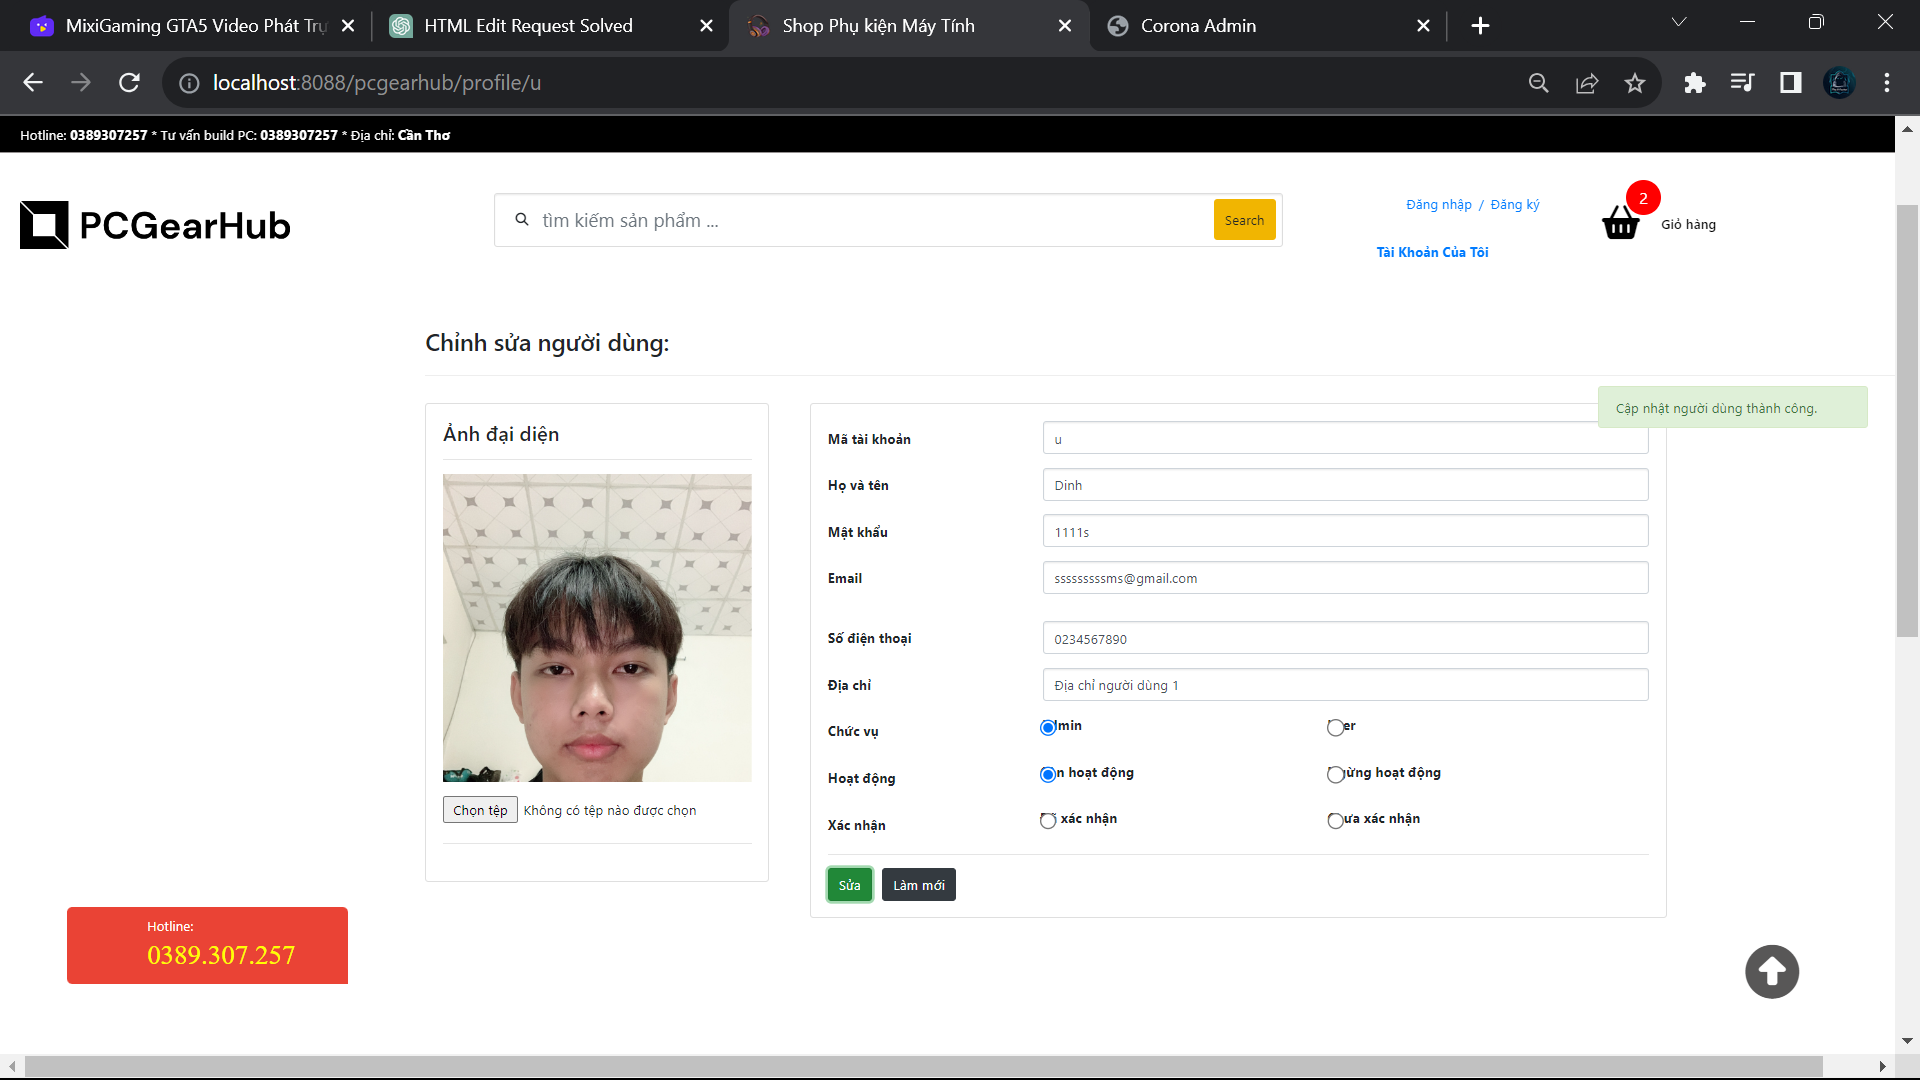 MixiGaming GTA5 Video Phát Trự
HTML Edit Request Solved
Shop Phụ kiện Máy Tính
Corona Admin
localhost:8088/pcgearhub/profile/u
Hotline: 0389307257 * Tư vấn build PC: 0389307257 * Địa chỉ: Cần Thơ
PCGearHub
tìm kiếm sản phẩm ...
Search
Đăng nhập / Đăng ký
Tài Khoản Của Tôi
2
Giỏ hàng
Chỉnh sửa người dùng:
Cập nhật người dùng thành công.
Ảnh đại diện
Chọn tệp Không có tệp nào được chọn
Mã tài khoản u
Họ và tên Dinh
Mật khẩu 1111s
Email sssssssssms@gmail.com
Số điện thoại 0234567890
Địa chỉ Địa chỉ người dùng 1
Chức vụ
Hoạt động hoạt động hoạt động
Xác nhận xác nhận xác nhận
Sửa Làm mới
Hotline:
0389.307.257